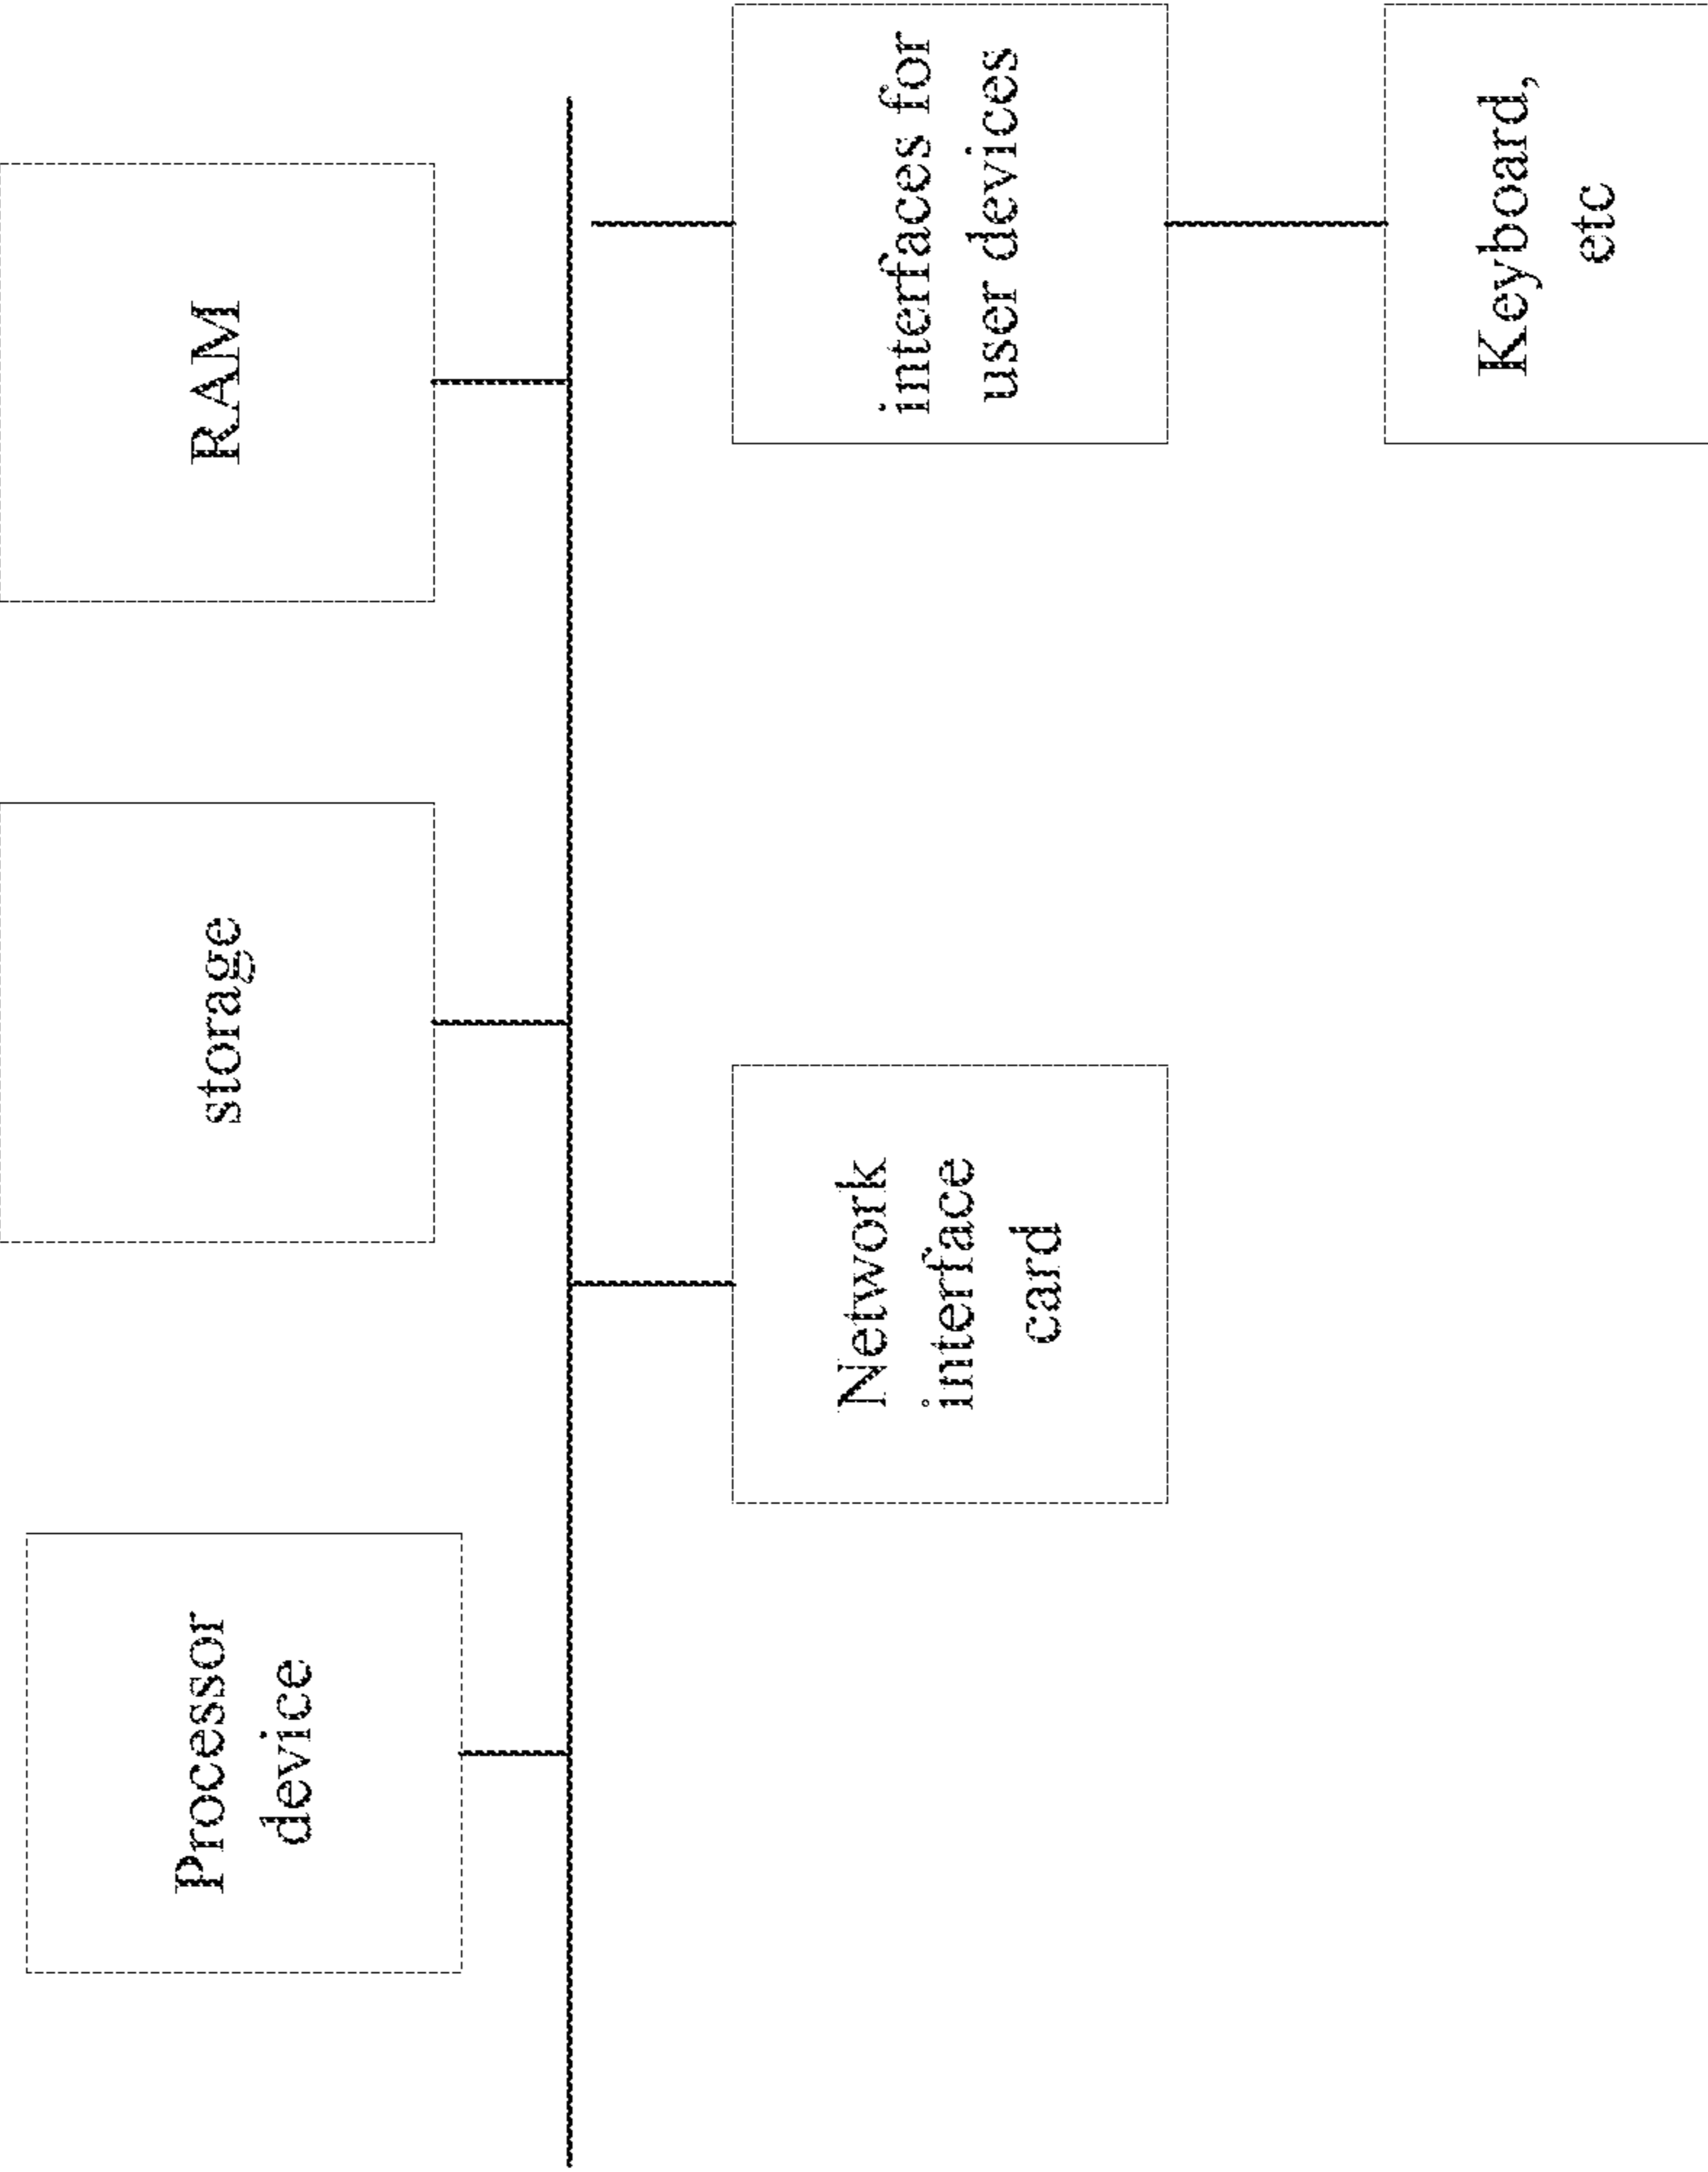 Processor
device
storage
RAM
Network
interface
card
interfaces for
user devices
Keyboard,
etc